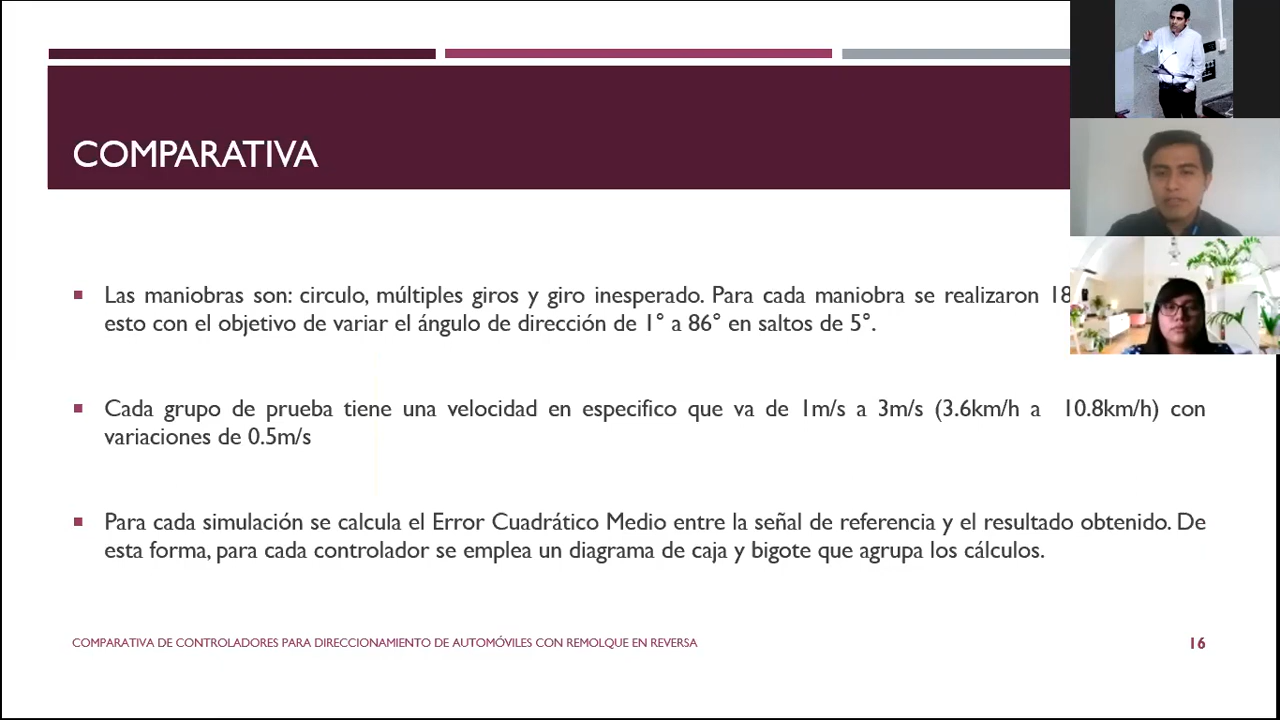 COMPARATIVA
Las maniobras son: circulo, múltiples giros y giro inesperado. Para cada maniobra se realizaron 18
esto con el objetivo de variar el ángulo de dirección de 1° a 86° en saltos de 5°.
Cada grupo de prueba tiene una velocidad en especifico que va de 1m/s a 3m/s (3.6km/h a 10.8km/h) con
variaciones de 0.5m/s
Para cada simulación se calcula el Error Cuadrático Medio entre la señal de referencia y el resultado obtenido. De
esta forma, para cada controlador se emplea un diagrama de caja y bigote que agrupa los cálculos.
COMPARATIVA DE CONTROLADORES PARA DIRECCIONAMIENTO DE AUTOMÓVILES CON REMOLQUE EN REVERSA
16